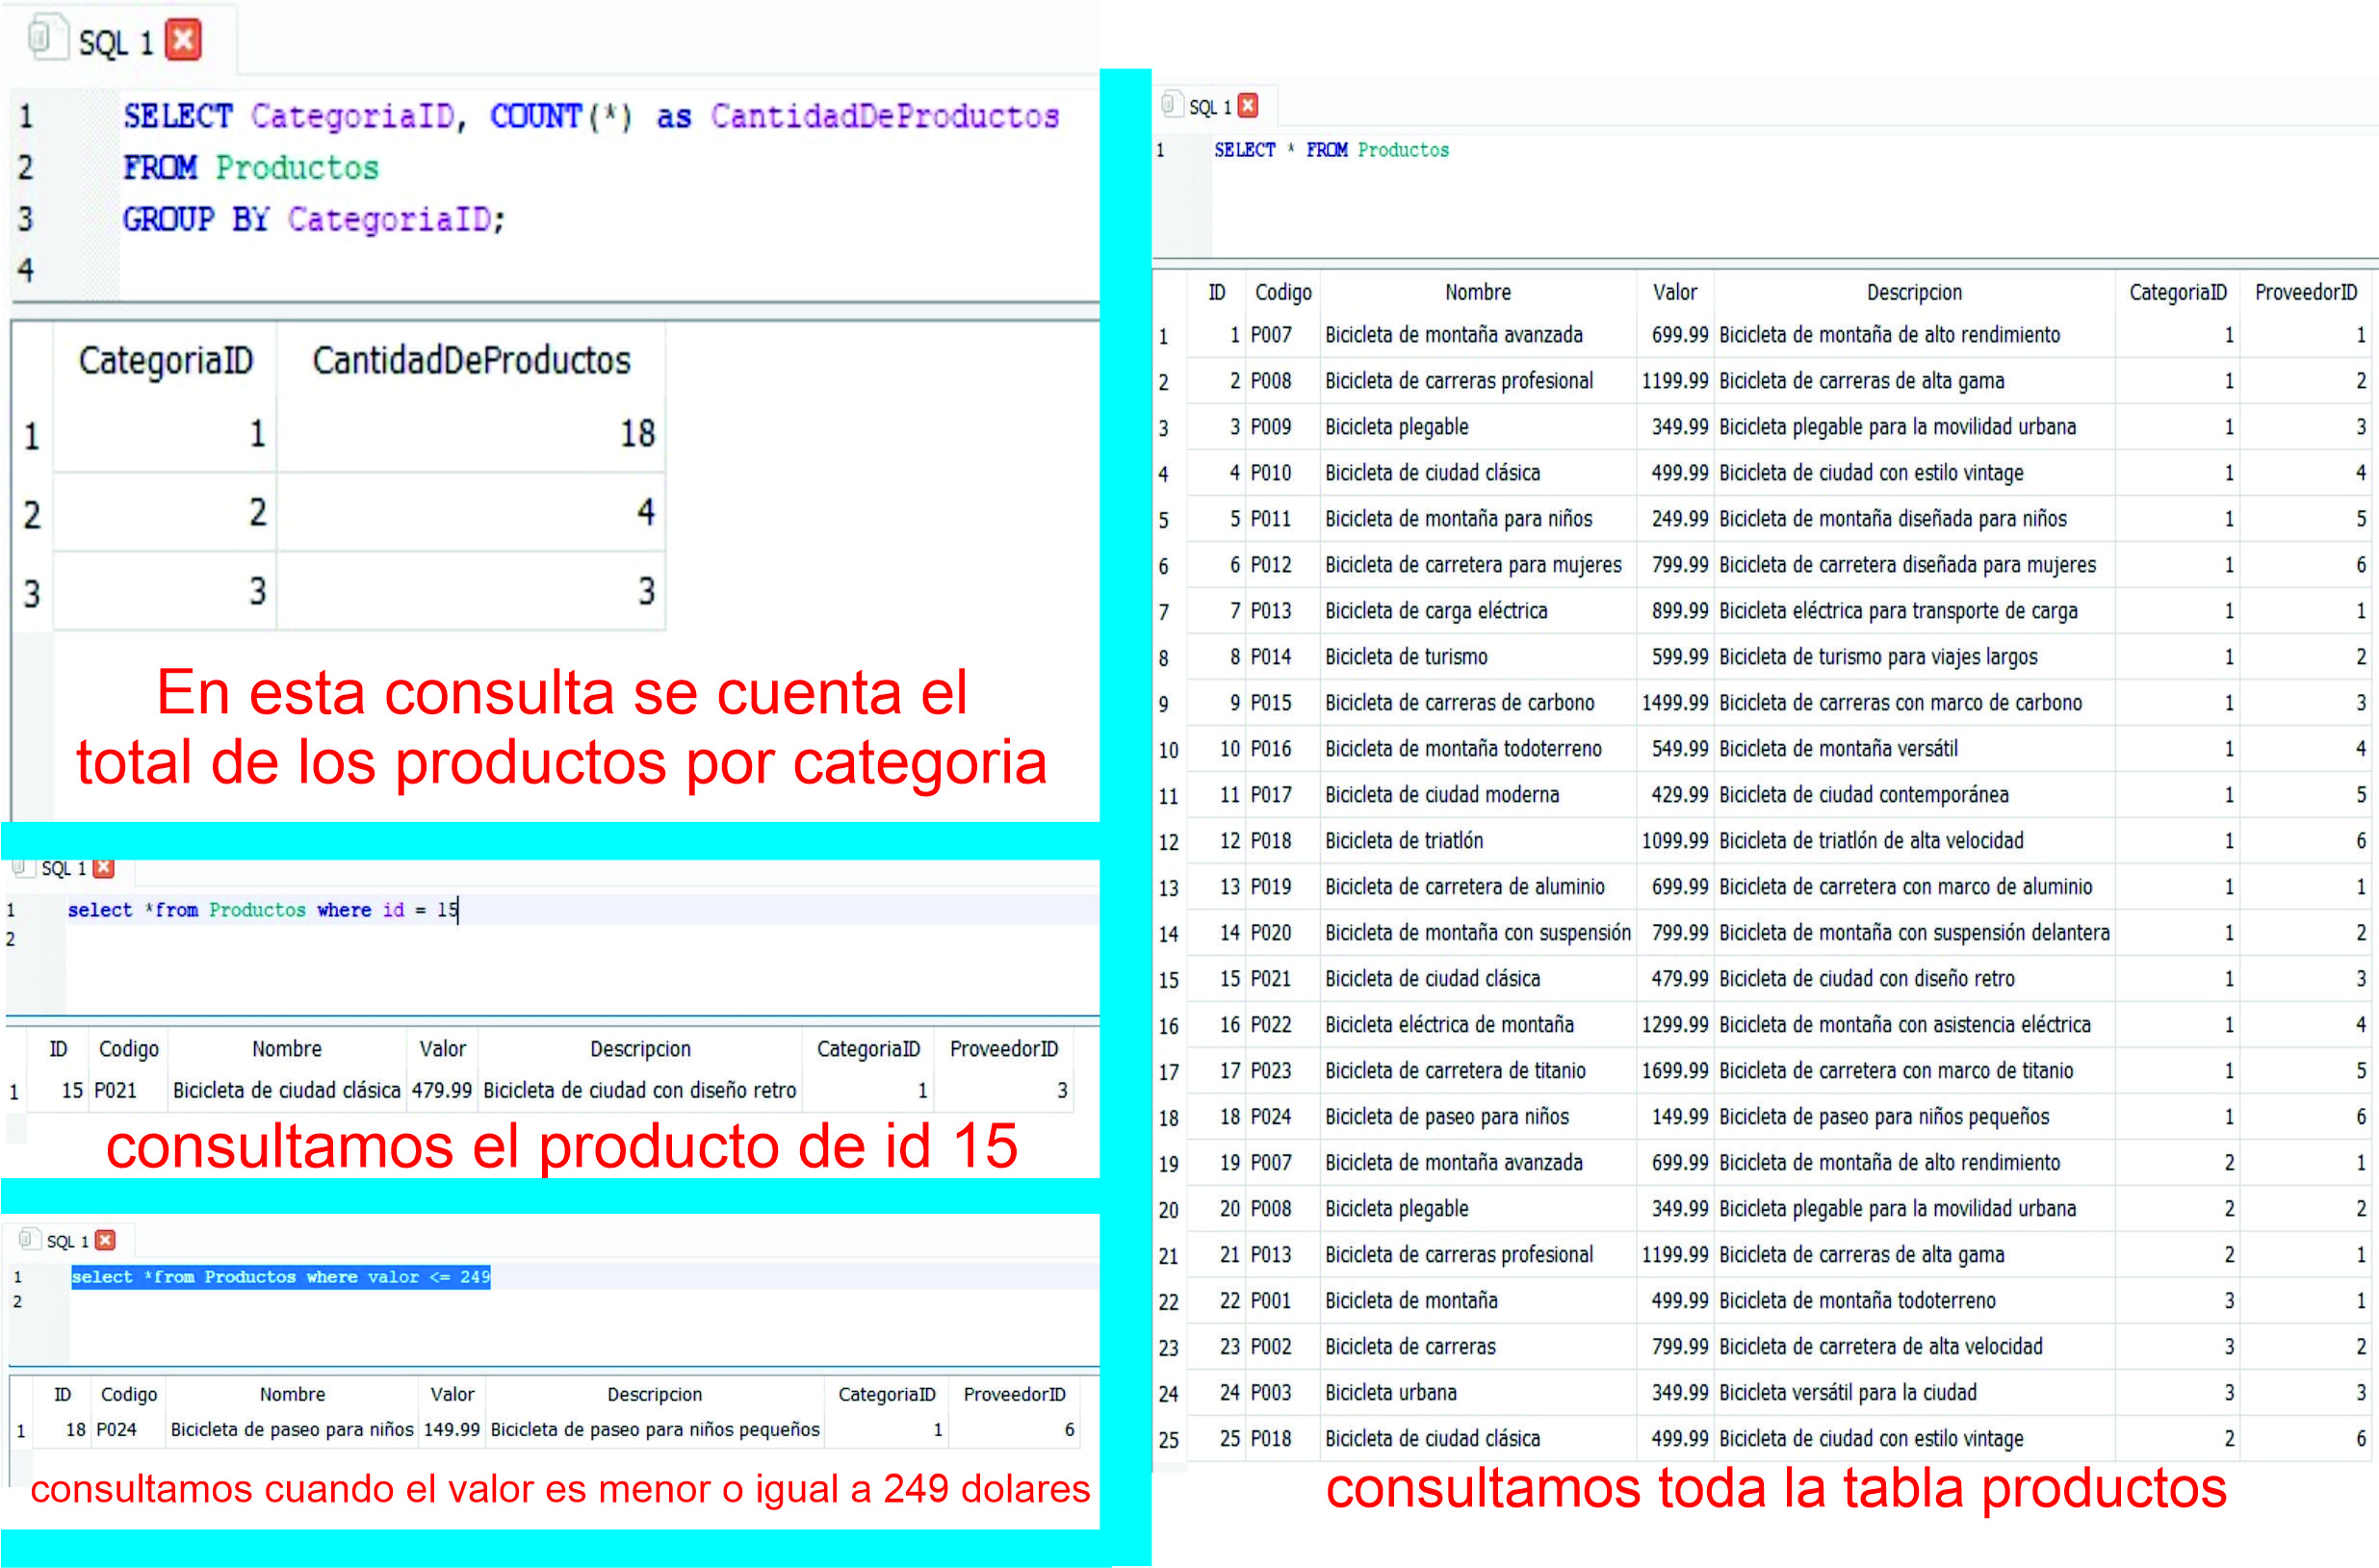 SQL 1
1 SELECT CategoriaID, COUNT(*) as CantidadDeProductos
2 FROM Productos
3 GROUP BY CategoriaID;
4
CategoriaID CantidadDeProductos
1 1 18
2 2 4
3 3 3
En esta consulta se cuenta el
total de los productos por categoria
SQL 1
1 select *from Productos where id = 15
2
ID Codigo Nombre Valor Descripcion CategoriaID ProveedorID
1 15 P021 Bicicleta de ciudad clásica 479.99 Bicicleta de ciudad con diseño retro 1 3
consultamos el producto de id 15
SQL 1
1 select *from Productos where valor <= 249
2
ID Codigo Nombre Valor Descripcion CategoriaID ProveedorID
1 18 P024 Bicicleta de paseo para niños 149.99 Bicicleta de paseo para niños pequeños 1 6
consultamos cuando el valor es menor o igual a 249 dolares
SQL 1
1 SELECT * FROM Productos
ID Codigo Nombre Valor Descripcion CategoriaID ProveedorID
1 1 P007 Bicicleta de montaña avanzada 699.99 Bicicleta de montaña de alto rendimiento 1 1
2 2 P008 Bicicleta de carreras profesional 1199.99 Bicicleta de carreras de alta gama 1 2
3 3 P009 Bicicleta plegable 349.99 Bicicleta plegable para la movilidad urbana 1 3
4 4 P010 Bicicleta de ciudad clásica 499.99 Bicicleta de ciudad con estilo vintage 1 4
5 5 P011 Bicicleta de montaña para niños 249.99 Bicicleta de montaña diseñada para niños 1 5
6 6 P012 Bicicleta de carretera para mujeres 799.99 Bicicleta de carretera diseñada para mujeres 1 6
7 7 P013 Bicicleta de carga eléctrica 899.99 Bicicleta eléctrica para transporte de carga 1 1
8 8 P014 Bicicleta de turismo 599.99 Bicicleta de turismo para viajes largos 1 2
9 9 P015 Bicicleta de carreras de carbono 1499.99 Bicicleta de carreras con marco de carbono 1 3
10 10 P016 Bicicleta de montaña todoterreno 549.99 Bicicleta de montaña versátil 1 4
11 11 P017 Bicicleta de ciudad moderna 429.99 Bicicleta de ciudad contemporánea 1 5
12 12 P018 Bicicleta de triatlón 1099.99 Bicicleta de triatlón de alta velocidad 1 6
13 13 P019 Bicicleta de carretera de aluminio 699.99 Bicicleta de carretera con marco de aluminio 1 1
14 14 P020 Bicicleta de montaña con suspensión 799.99 Bicicleta de montaña con suspensión delantera 1 2
15 15 P021 Bicicleta de ciudad clásica 479.99 Bicicleta de ciudad con diseño retro 1 3
16 16 P022 Bicicleta eléctrica de montaña 1299.99 Bicicleta de montaña con asistencia eléctrica 1 4
17 17 P023 Bicicleta de carretera de titanio 1699.99 Bicicleta de carretera con marco de titanio 1 5
18 18 P024 Bicicleta de paseo para niños 149.99 Bicicleta de paseo para niños pequeños 1 6
19 19 P007 Bicicleta de montaña avanzada 699.99 Bicicleta de montaña de alto rendimiento 2 1
20 20 P008 Bicicleta plegable 349.99 Bicicleta plegable para la movilidad urbana 2 2
21 21 P013 Bicicleta de carreras profesional 1199.99 Bicicleta de carreras de alta gama 2 1
22 22 P001 Bicicleta de montaña 499.99 Bicicleta de montaña todoterreno 3 1
23 23 P002 Bicicleta de carreras 799.99 Bicicleta de carretera de alta velocidad 3 2
24 24 P003 Bicicleta urbana 349.99 Bicicleta versátil para la ciudad 3 3
25 25 P018 Bicicleta de ciudad clásica 499.99 Bicicleta de ciudad con estilo vintage 2 6
consultamos toda la tabla productos